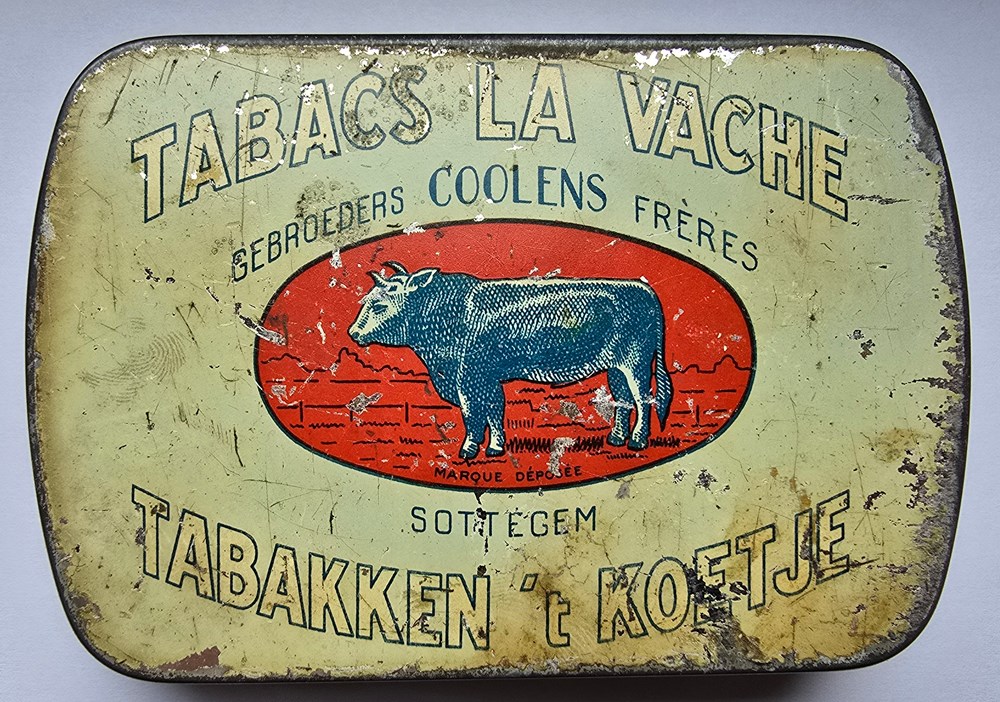 TABACS LA VACHE
GEBROEDERS COOLENS FRÈRES
MARQUE DÉPOSÉE
SOTTEGEM
TABAKKEN 't KOETJE